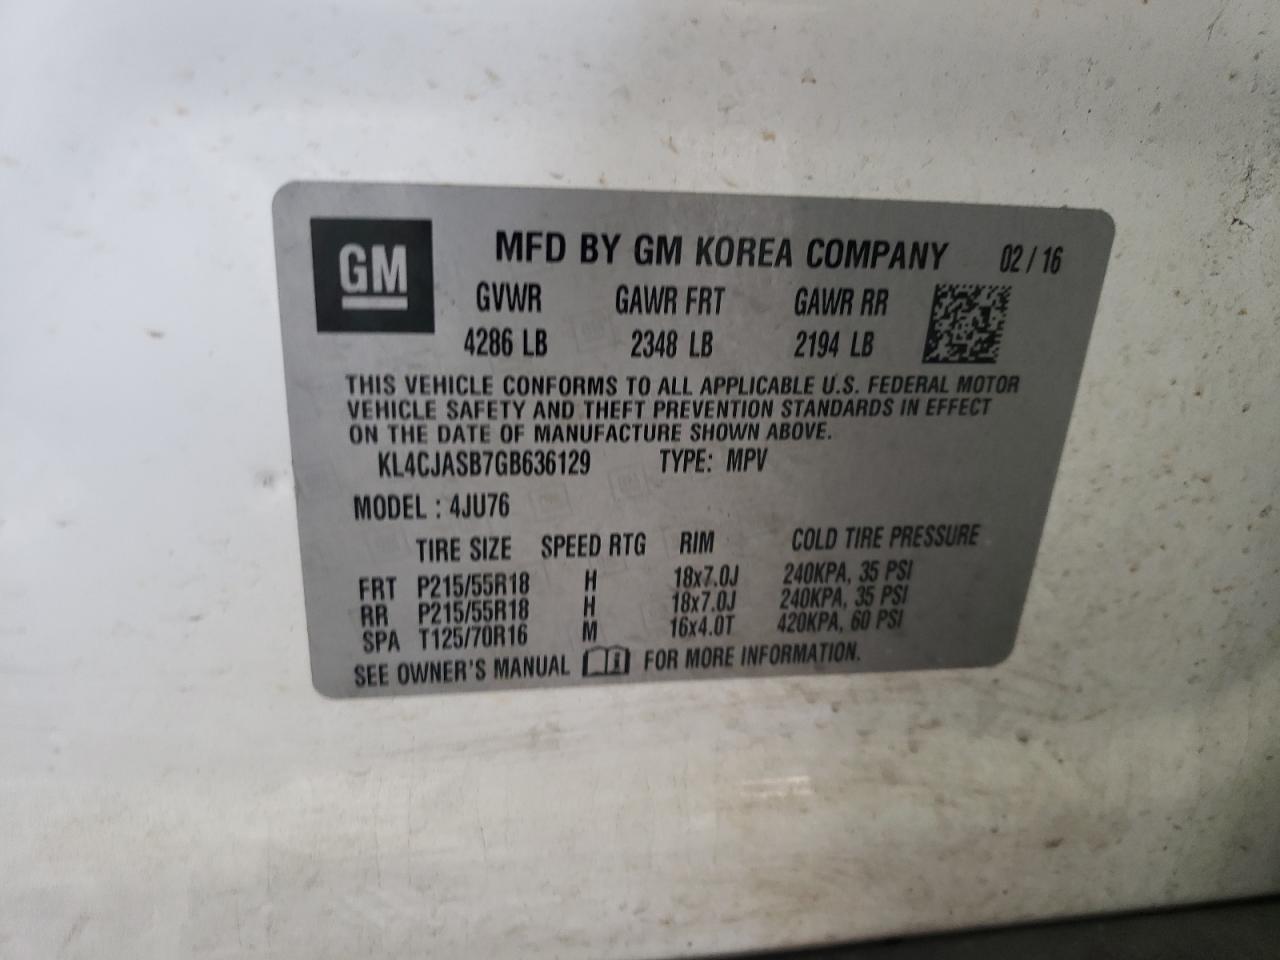 GM
MFD BY GM KOREA COMPANY 02 / 16
GVWR GAWR FRT GAWR RR
4286 LB 2348 LB 2194 LB
THIS VEHICLE CONFORMS TO ALL APPLICABLE U.S. FEDERAL MOTOR
VEHICLE SAFETY AND THEFT PREVENTION STANDARDS IN EFFECT
ON THE DATE OF MANUFACTURE SHOWN ABOVE.
KL4CJASB7GB636129 TYPE: MPV
MODEL : 4JU76
TIRE SIZE SPEED RTG RIM COLD TIRE PRESSURE
FRT P215/55R18 H 18x7.0J 240KPA, 35 PSI
RR P215/55R18 H 18x7.0J 240KPA, 35 PSI
SPA T125/70R16 M 16x4.0T 420KPA, 60 PSI
SEE OWNER'S MANUAL i FOR MORE INFORMATION.